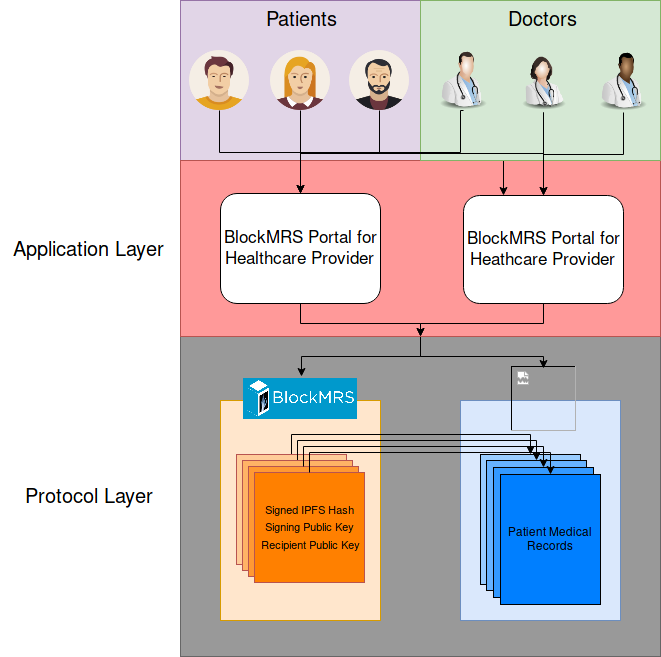 Patients
Doctors
Application Layer
BlockMRS Portal for
Healthcare Provider
BlockMRS Portal for
Heathcare Provider
BlockMRS
Protocol Layer
Signed IPFS Hash
Signing Public Key
Recipient Public Key
Patient Medical
Records